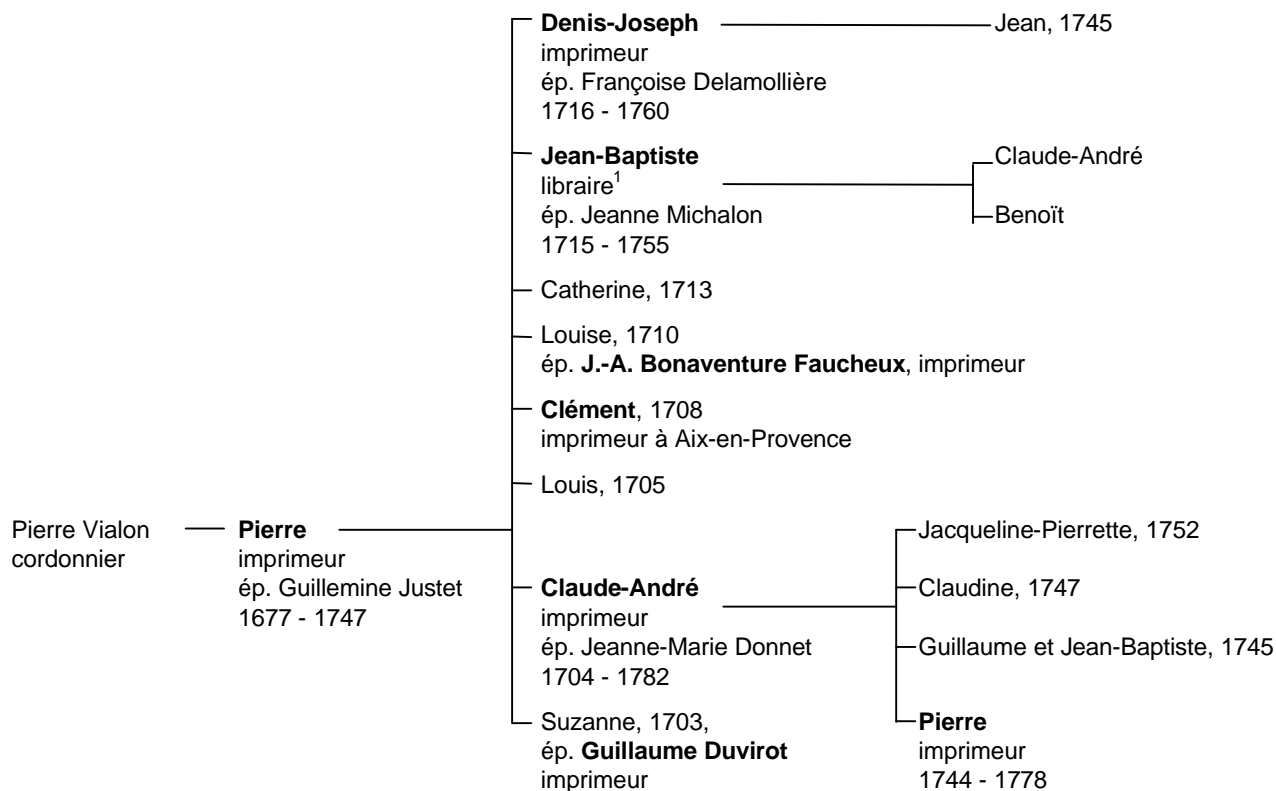 Denis-Joseph
imprimeur
ép. Françoise Delamollière
1716 - 1760
Jean, 1745
Jean-Baptiste
libraire1
ép. Jeanne Michalon
1715 - 1755
Claude-André
Benoït
Catherine, 1713
Louise, 1710
ép. J.-A. Bonaventure Faucheux, imprimeur
Clément, 1708
imprimeur à Aix-en-Provence
Louis, 1705
Pierre Vialon
cordonnier
Pierre
imprimeur
ép. Guillemine Justet
1677 - 1747
Claude-André
imprimeur
ép. Jeanne-Marie Donnet
1704 - 1782
Jacqueline-Pierrette, 1752
Claudine, 1747
Guillaume et Jean-Baptiste, 1745
Pierre
imprimeur
1744 - 1778
Suzanne, 1703,
ép. Guillaume Duvirot
imprimeur